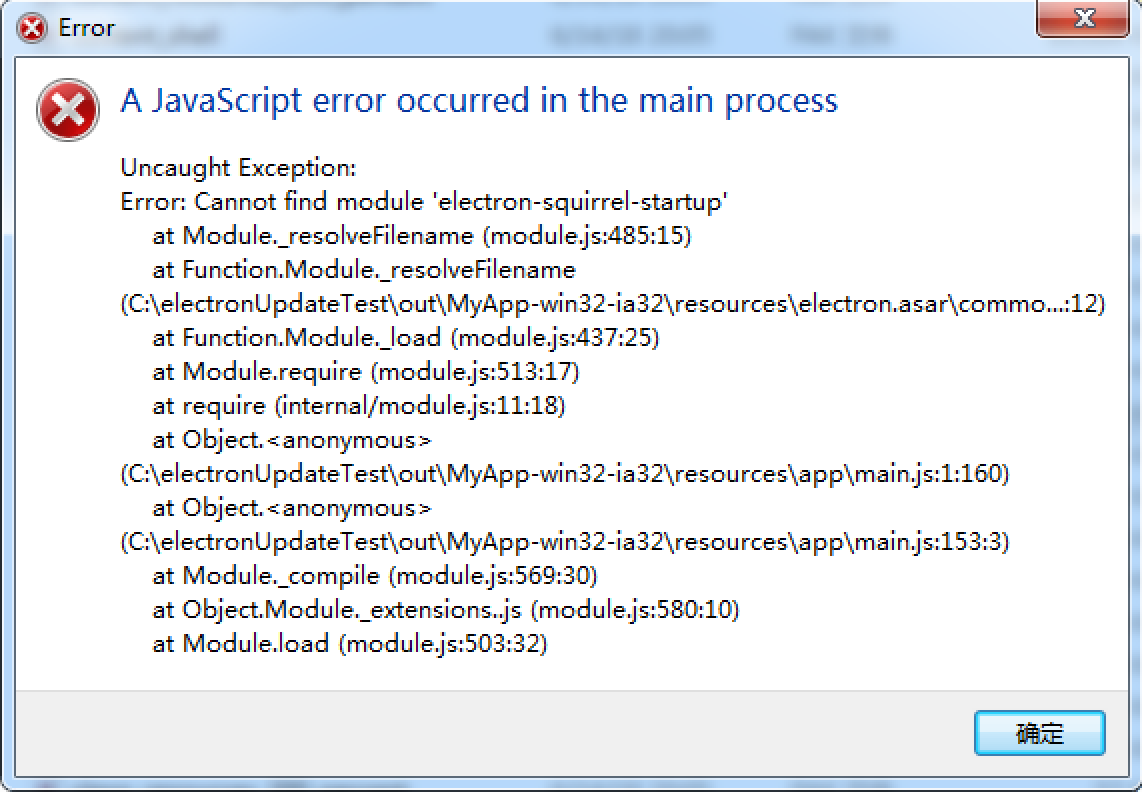 Error
A JavaScript error occurred in the main process
Uncaught Exception:
Error: Cannot find module 'electron-squirrel-startup'
at Module._resolveFilename (module.js:485:15)
at Function.Module._resolveFilename
(C:\electronUpdateTest\out\MyApp-win32-ia32\resources\electron.asar\commo...:12)
at Function.Module._load (module.js:437:25)
at Module.require (module.js:513:17)
at require (internal/module.js:11:18)
at Object.<anonymous>
(C:\electronUpdateTest\out\MyApp-win32-ia32\resources\app\main.js:1:160)
at Object.<anonymous>
(C:\electronUpdateTest\out\MyApp-win32-ia32\resources\app\main.js:153:3)
at Module._compile (module.js:569:30)
at Object.Module._extensions..js (module.js:580:10)
at Module.load (module.js:503:32)
确定